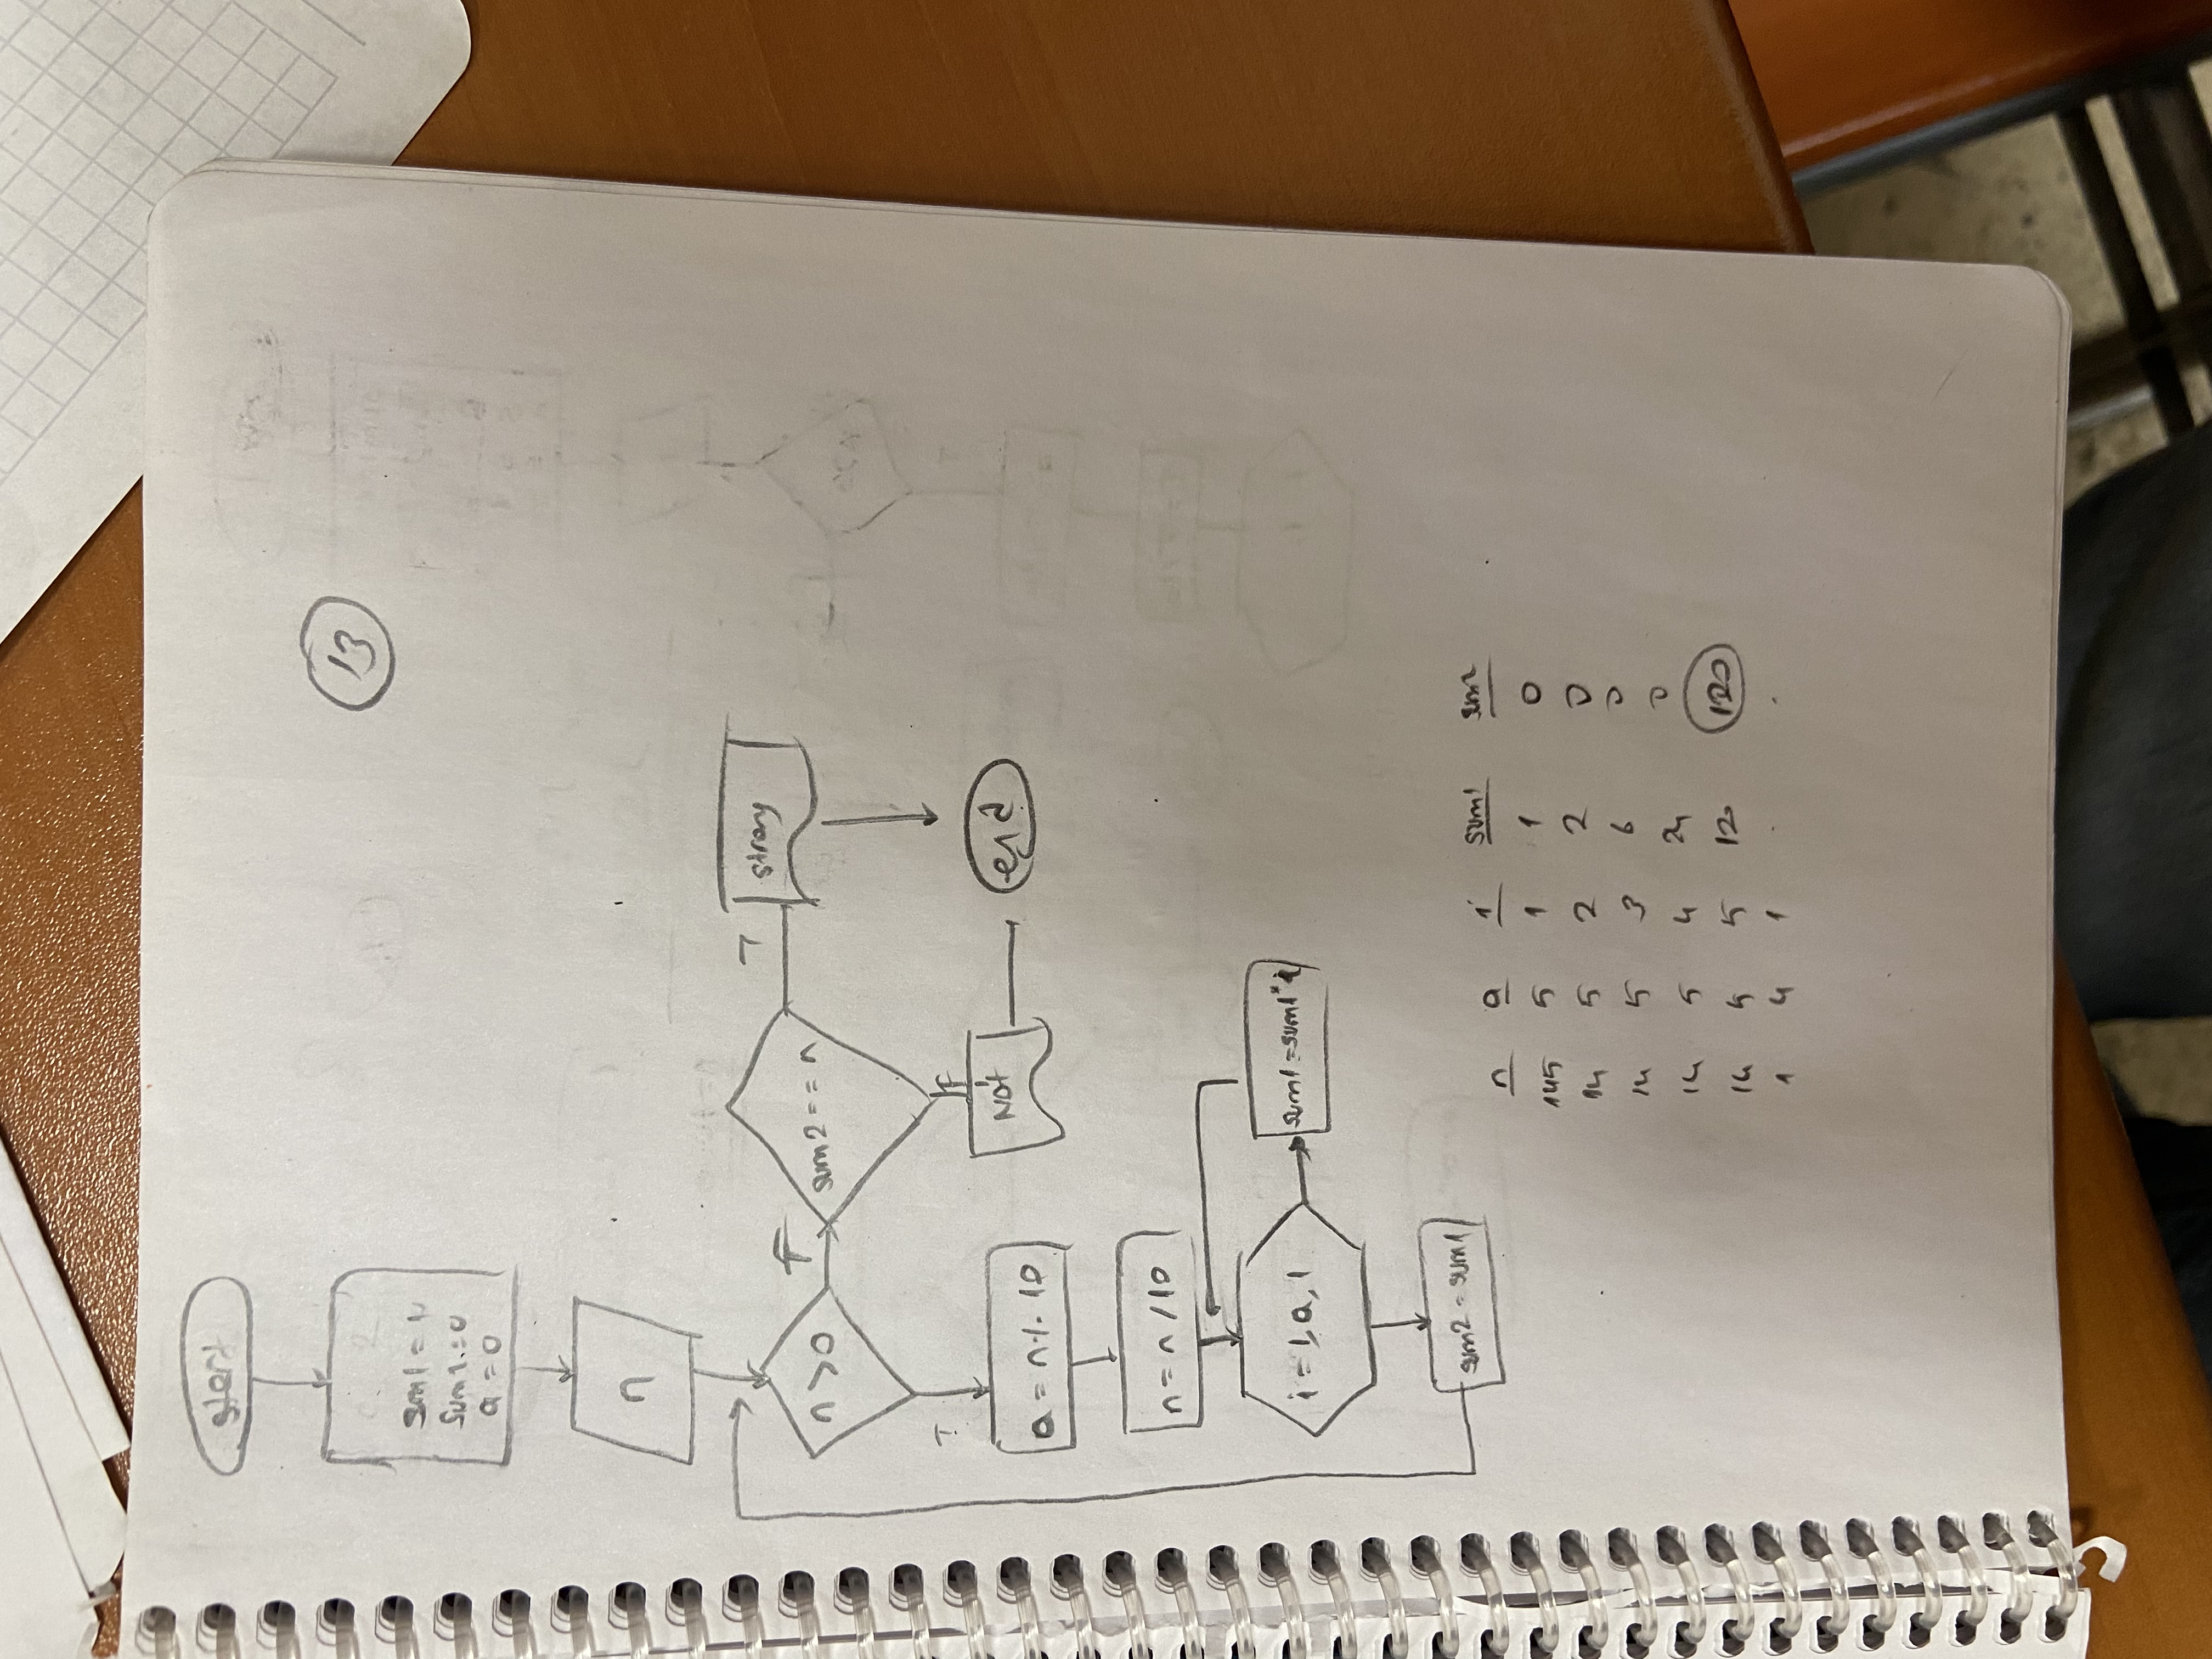 13
start
sum1 = 1
sum2 = 0
a = 0
n
n > 0
F
sum2 == n
T
strong
end
F
Not
T
a = n % 10
n = n / 10
i = 1, a, 1
sum1 = sum1 * i
sum2 = sum1
n a i sum1 sum2
145 5 1 1 0
14 5 2 2 0
14 5 3 6 0
14 5 4 24 0
14 5 5 120 120
1 4 1 . .